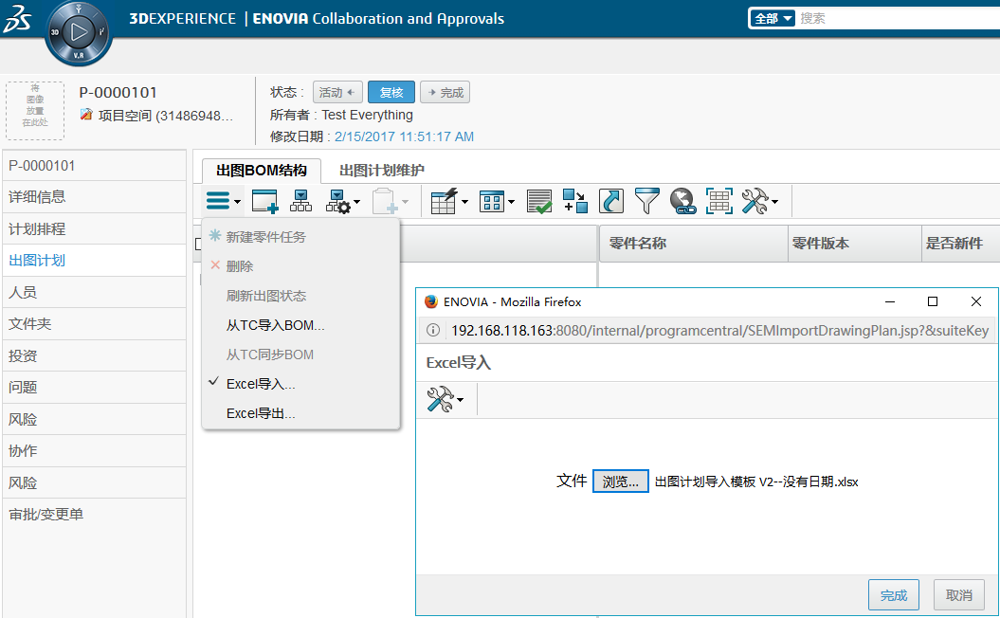 3DEXPERIENCE | ENOVIA Collaboration and Approvals
全部 搜索
3D
V.R
将
图像
放置
在此处
P-0000101
项目空间 (31486948...
状态 : 活动 复核 完成
所有者 : Test Everything
修改日期 : 2/15/2017 11:51:17 AM
P-0000101
详细信息
计划排程
出图计划
人员
文件夹
投资
问题
风险
协作
风险
审批/变更单
出图BOM结构 出图计划维护
零件名称 零件版本 是否新件
新建零件任务
删除
刷新出图状态
从TC导入BOM...
从TC同步BOM
Excel导入...
Excel导出...
ENOVIA - Mozilla Firefox
192.168.118.163:8080/internal/programcentral/SEMImportDrawingPlan.jsp?&suiteKey
Excel导入
文件 浏览... 出图计划导入模板 V2--没有日期.xlsx
完成 取消